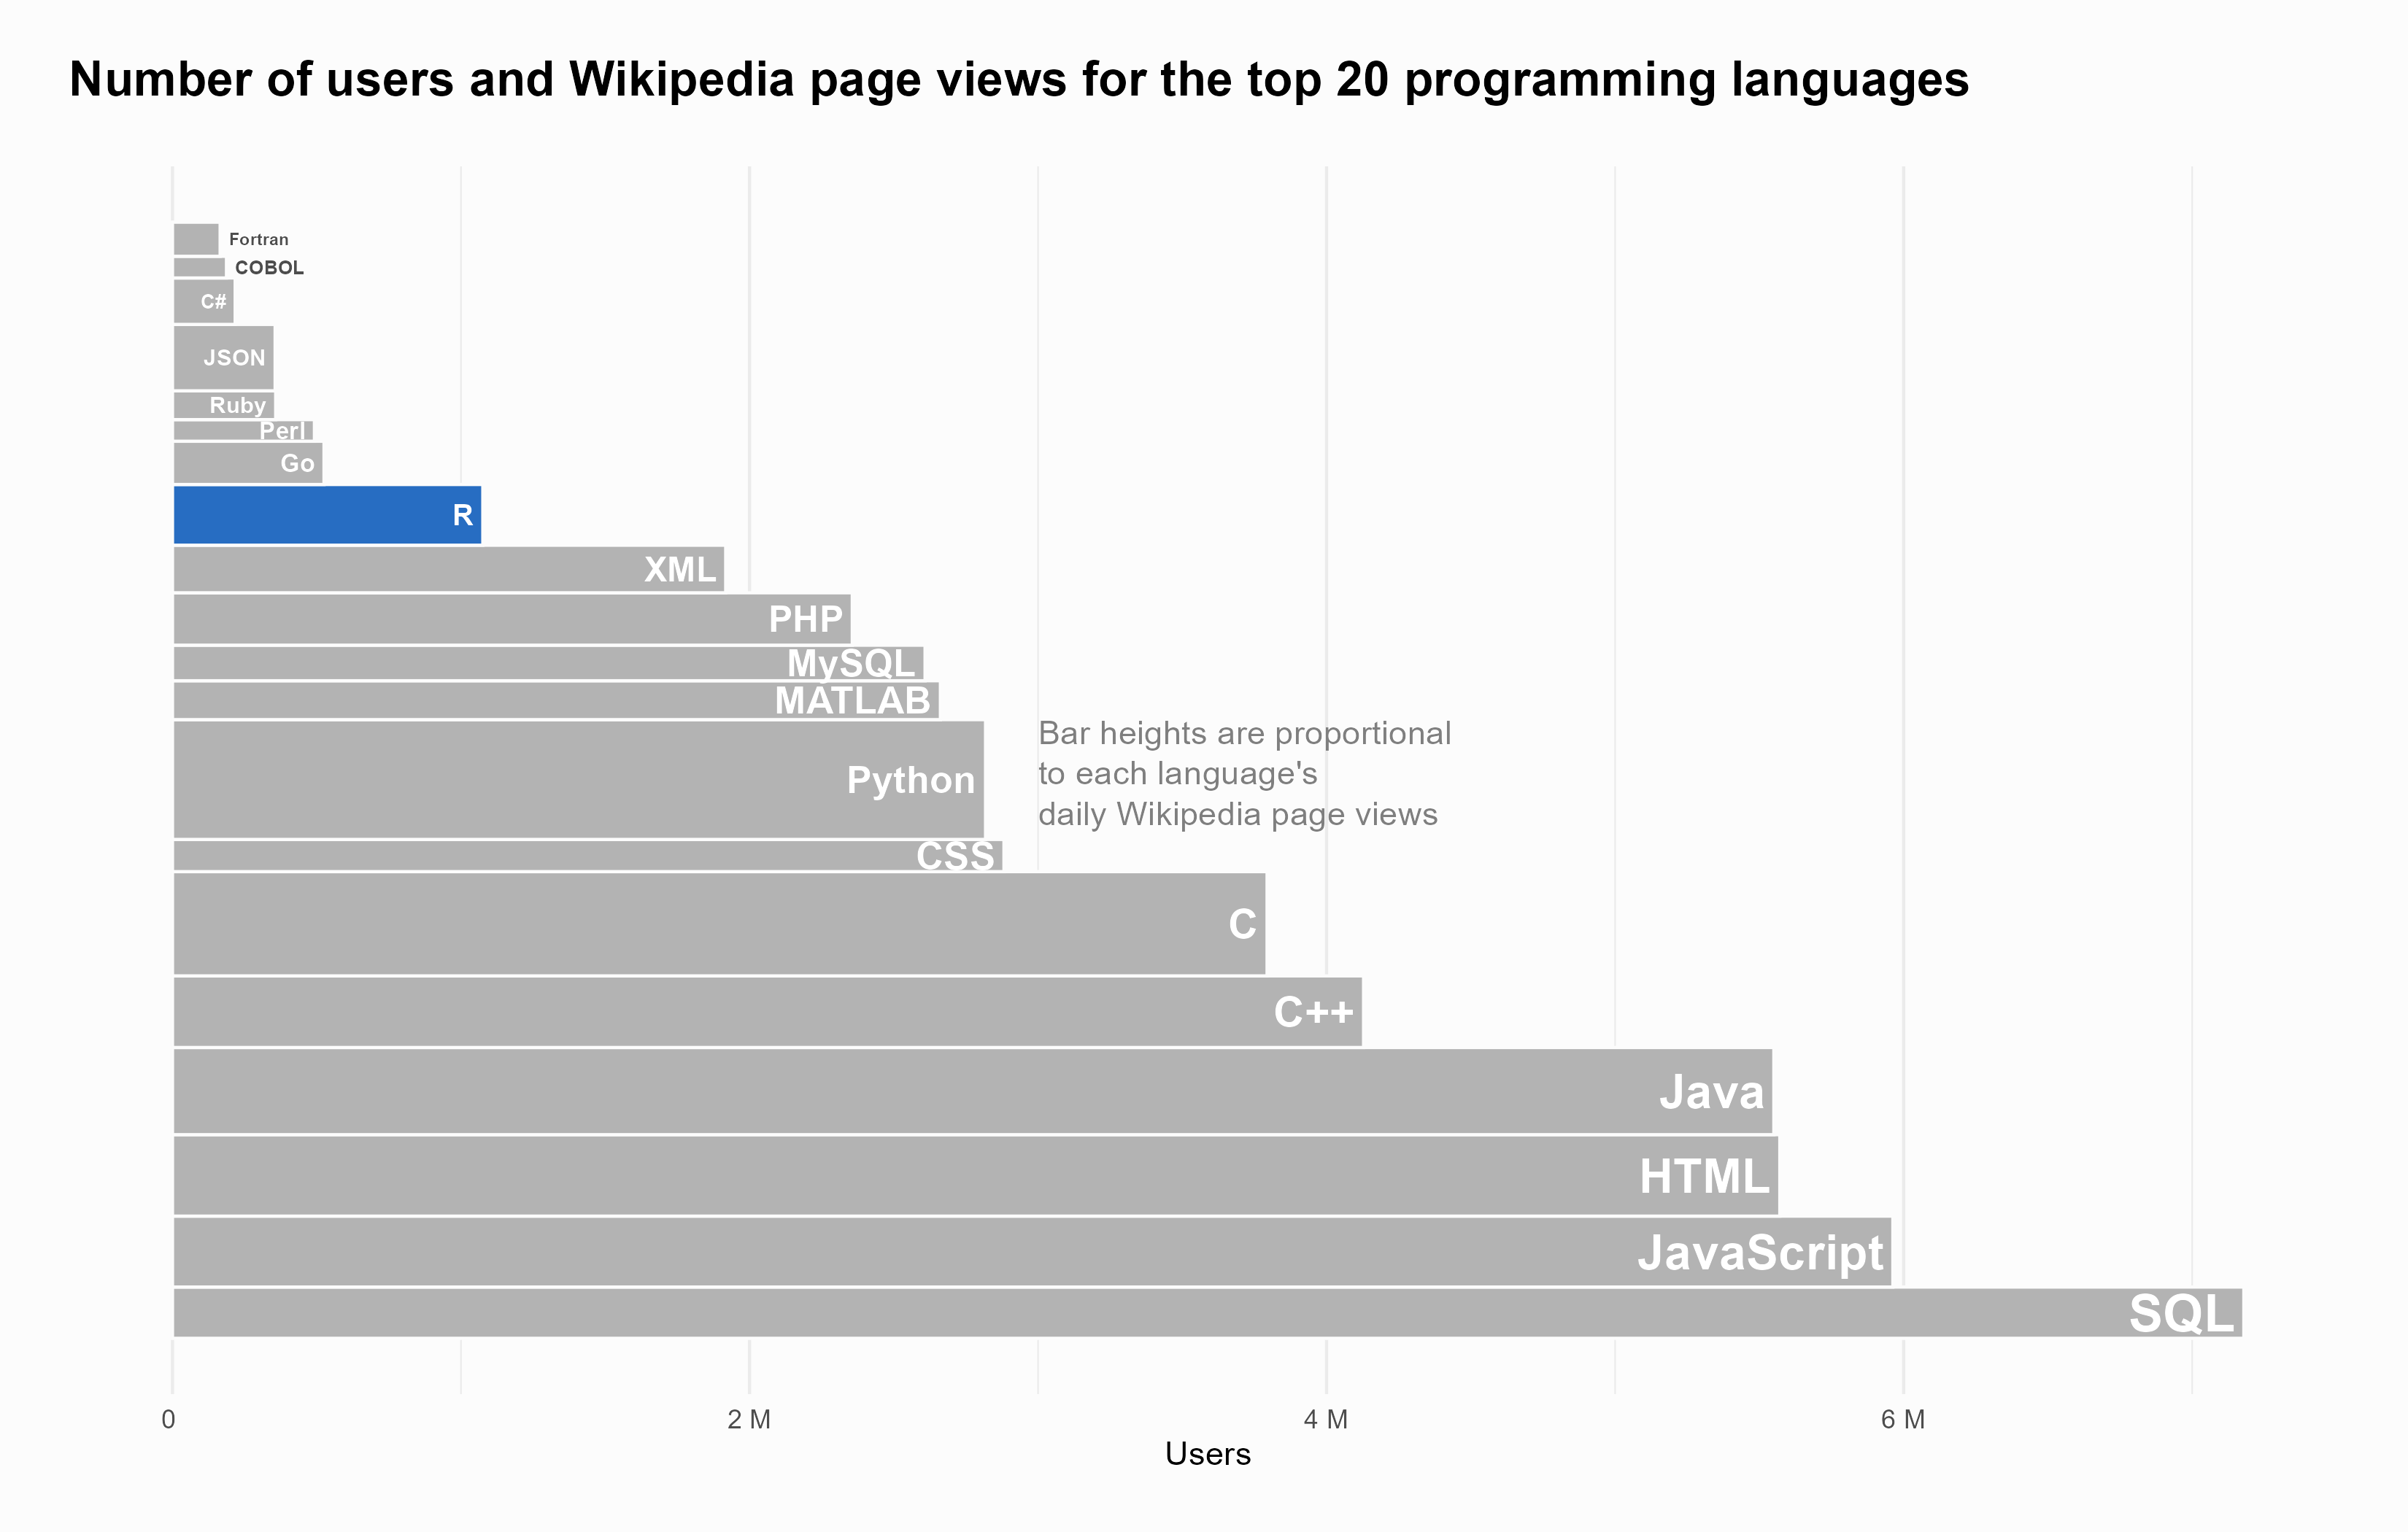 Number of users and Wikipedia page views for the top 20 programming languages
Fortran
COBOL
C#
JSON
Ruby
Perl
Go
R
XML
PHP
MySQL
MATLAB
Bar heights are proportional
to each language's
daily Wikipedia page views
Python
CSS
C
C++
Java
HTML
JavaScript
SQL
0
2 M
4 M
6 M
Users